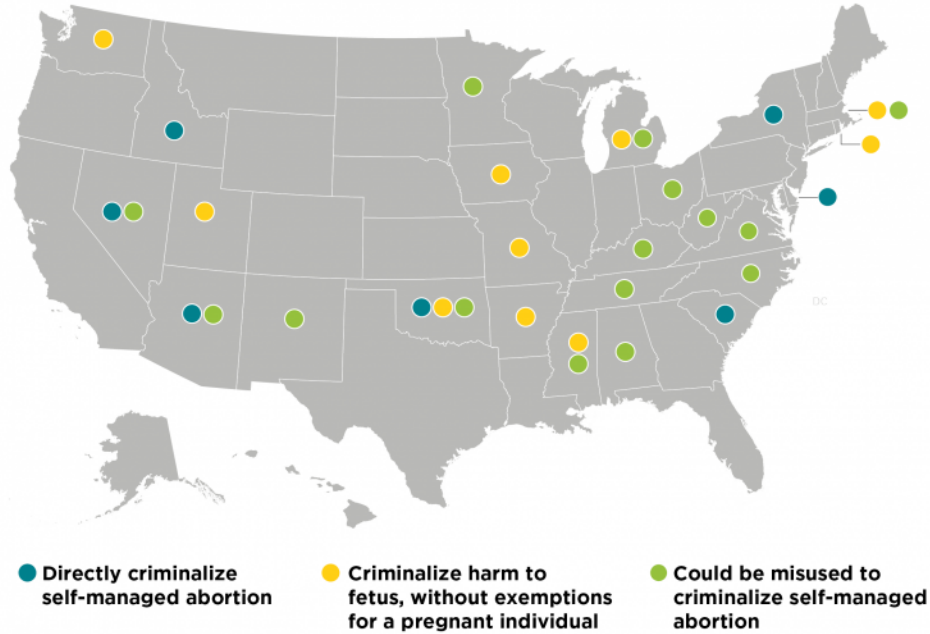 DC
Directly criminalize
self-managed abortion
Criminalize harm to
fetus, without exemptions
for a pregnant individual
Could be misused to
criminalize self-managed
abortion